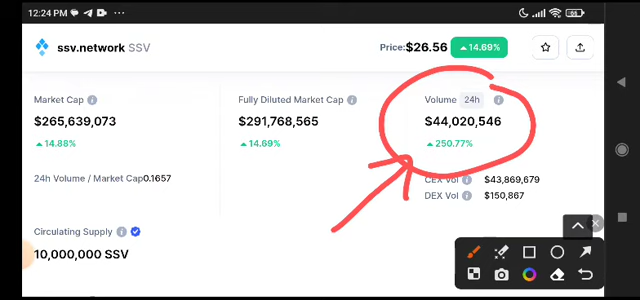 12:24 PM
ssv.network SSV
Price:$26.56 14.69%
Market Cap
$265,639,073
14.88%
Fully Diluted Market Cap
$291,768,565
14.69%
Volume 24h
$44,020,546
250.77%
24h Volume / Market Cap0.1657
CEX Vol $43,869,679
DEX Vol $150,867
Circulating Supply
10,000,000 SSV